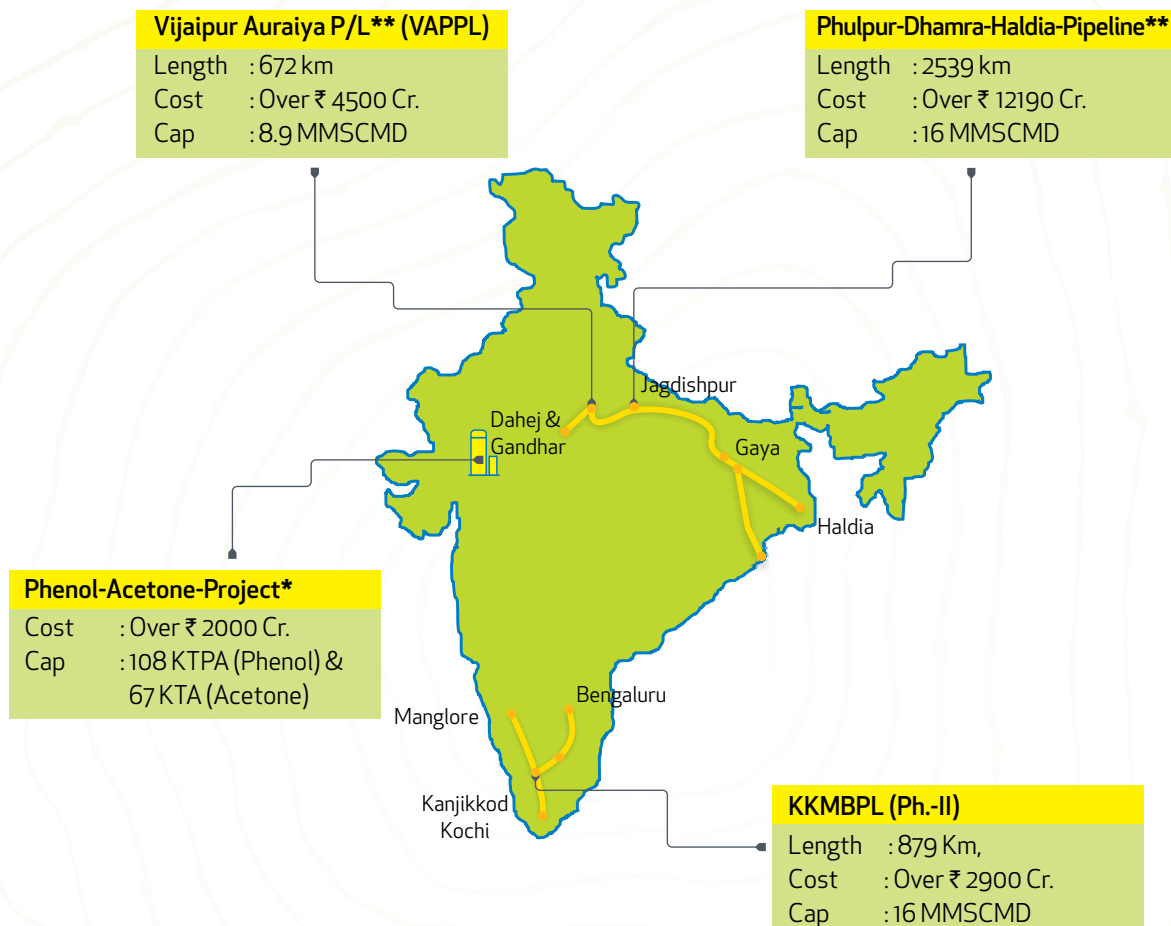 Vijaipur Auraiya P/L** (VAPPL)
Length : 672 km
Cost : Over ₹ 4500 Cr.
Cap : 8.9 MMSCMD
Phulpur-Dhamra-Haldia-Pipeline**
Length : 2539 km
Cost : Over ₹ 12190 Cr.
Cap : 16 MMSCMD
Jagdishpur
Dahej &
Gandhar
Gaya
Haldia
Phenol-Acetone-Project*
Cost : Over ₹ 2000 Cr.
Cap : 108 KTPA (Phenol) &
67 KTA (Acetone)
Bengaluru
Manglore
Kanjikkod
Kochi
KKMBPL (Ph.-II)
Length : 879 Km,
Cost : Over ₹ 2900 Cr.
Cap : 16 MMSCMD